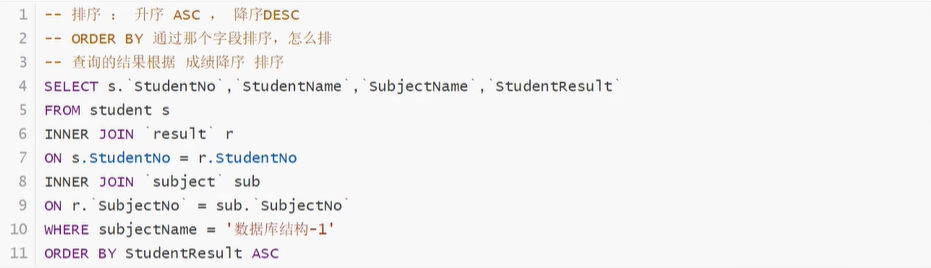 1 -- 排序 ： 升序 ASC ， 降序DESC
2 -- ORDER BY 通过那个字段排序，怎么排
3 -- 查询的结果根据 成绩降序 排序
4 SELECT s.`StudentNo`,`StudentName`,`SubjectName`,`StudentResult`
5 FROM student s
6 INNER JOIN `result` r
7 ON s.StudentNo = r.StudentNo
8 INNER JOIN `subject` sub
9 ON r.`SubjectNo` = sub.`SubjectNo`
10 WHERE subjectName = '数据库结构-1'
11 ORDER BY StudentResult ASC